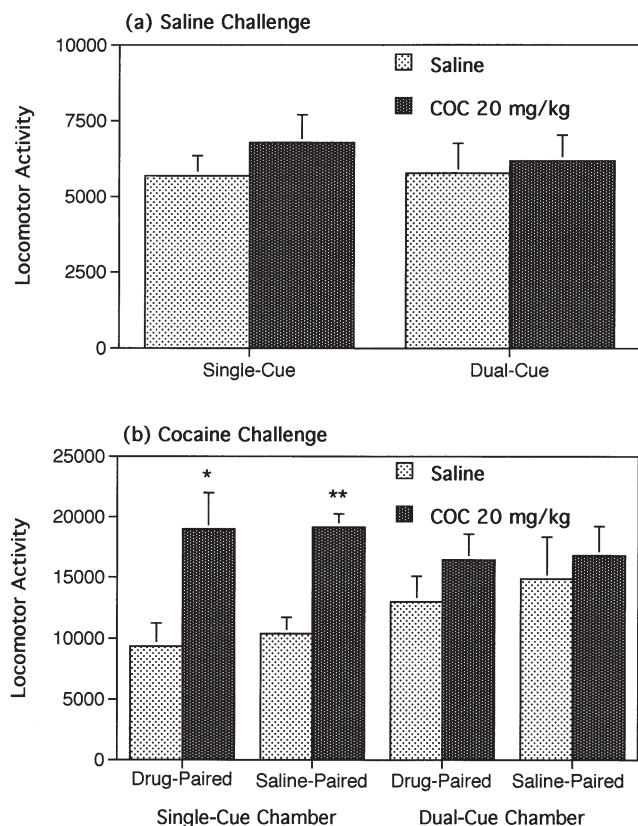 (a) Saline Challenge
10000
7500
5000
2500
0
Locomotor Activity
Saline
COC 20 mg/kg
Single-Cue
Dual-Cue
(b) Cocaine Challenge
25000
20000
15000
10000
5000
0
Locomotor Activity
*
**
Saline
COC 20 mg/kg
Drug-Paired Saline-Paired Drug-Paired Saline-Paired
Single-Cue Chamber Dual-Cue Chamber